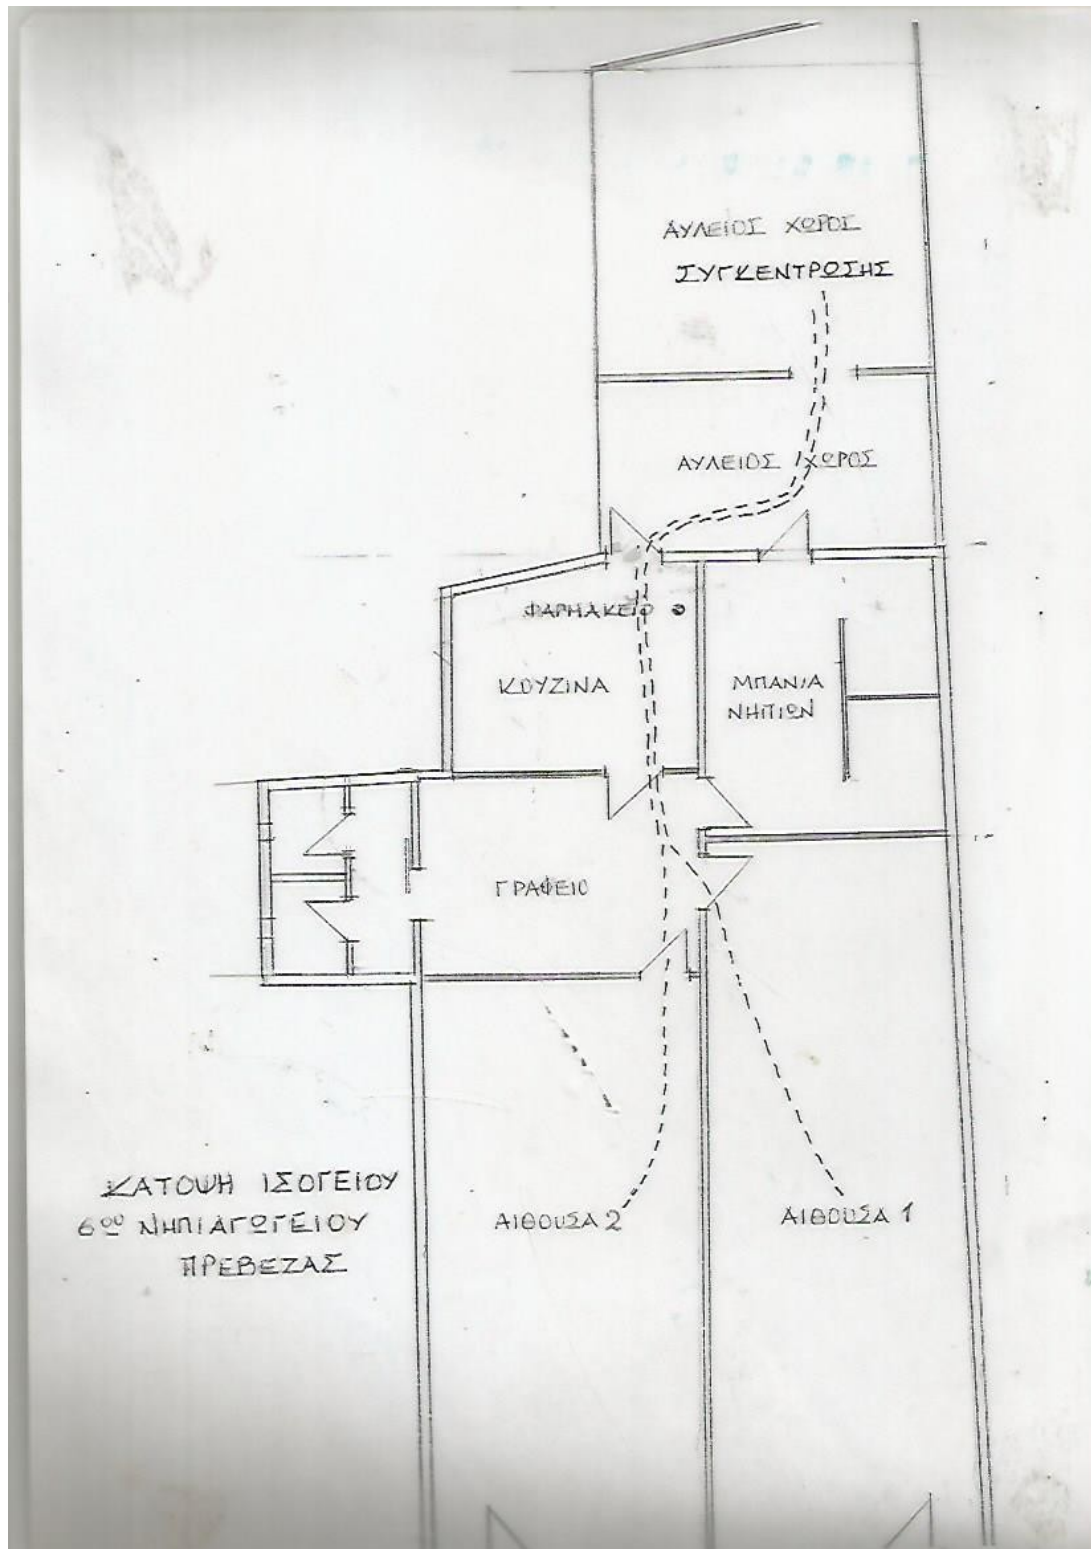 ΑΥΛΕΙΟΣ ΧΩΡΟΣ
ΣΥΓΚΕΝΤΡΩΣΗΣ
ΑΥΛΕΙΟΣ ΧΩΡΟΣ
ΦΑΡΜΑΚΕΙΟ
ΚΟΥΖΙΝΑ
ΜΠΑΝΙΑ
ΝΗΠΙΩΝ
ΓΡΑΦΕΙΟ
ΚΑΤΟΨΗ ΙΣΟΓΕΙΟΥ
6ου ΝΗΠΙΑΓΩΓΕΙΟΥ
ΠΡΕΒΕΖΑΣ
ΑΙΘΟΥΣΑ 2
ΑΙΘΟΥΣΑ 1